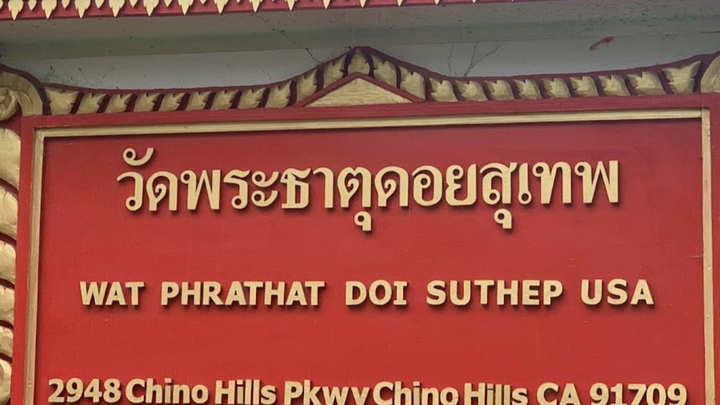 วัดพระธาตุดอยสุเทพ
WAT PHRATHAT DOI SUTHEP USA
2948 Chino Hills Pkwy Chino Hills CA 91709